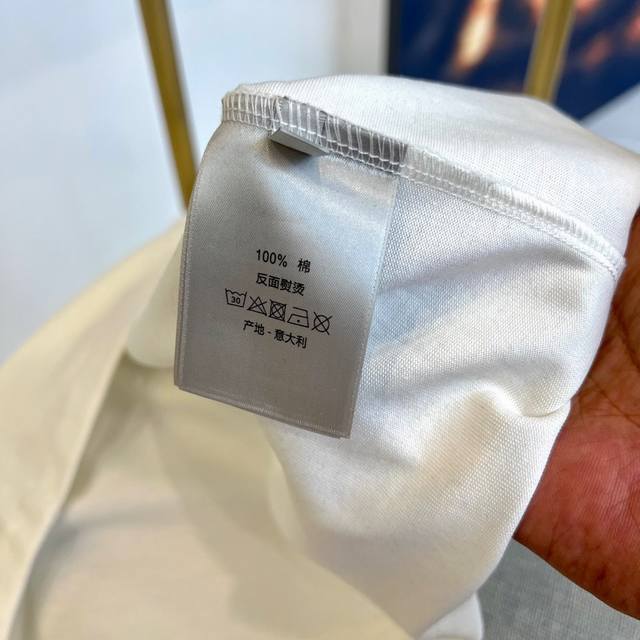 100% 棉
反面熨烫
30
产地 - 意大利